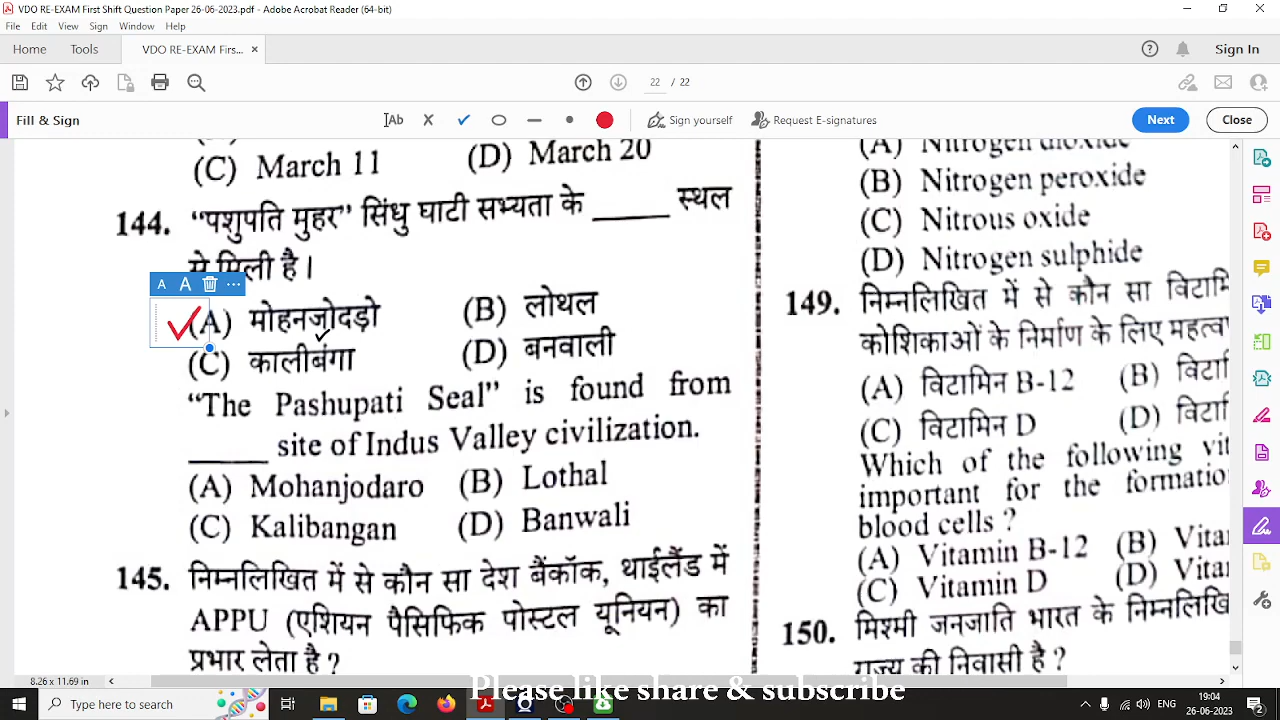 VDO RE-EXAM First Shift Question Paper 26-06-2023.pdf - Adobe Acrobat Reader (64-bit)
File Edit View Sign Window Help
Home Tools VDO RE-EXAM Firs... Sign In
22 / 22
Fill & Sign Ab Sign yourself Request E-signatures Next Close
(C) March 11 (D) March 20
144. "पशुपति मुहर" सिंधु घाटी सभ्यता के ______ स्थल
से मिली है।
A A
(A) मोहनजोदड़ो (B) लोथल
(C) कालीबंगा (D) बनवाली
"The Pashupati Seal" is found from
______ site of Indus Valley civilization.
(A) Mohanjodaro (B) Lothal
(C) Kalibangan (D) Banwali
145. निम्नलिखित में से कौन सा देश बैंकॉक, थाईलैंड में
APPU (एशियन पैसिफिक पोस्टल यूनियन) का
प्रभार लेता है ?
(A) Nitrogen dioxide
(B) Nitrogen peroxide
(C) Nitrous oxide
(D) Nitrogen sulphide
149. निम्नलिखित में से कौन सा
कोशिकाओं के निर्माण के लिए
(A) विटामिन B-12 (B)
(C) विटामिन D (D)
Which of the following
important for the
blood cells ?
(A) Vitamin B-12 (B)
(C) Vitamin D (D)
150. मिश्मी जनजाति भारत के
राज्य की निवासी है ?
8.26 x 11.69 in
Please like share & subscribe
Type here to search
ENG
19:04
26-06-2023